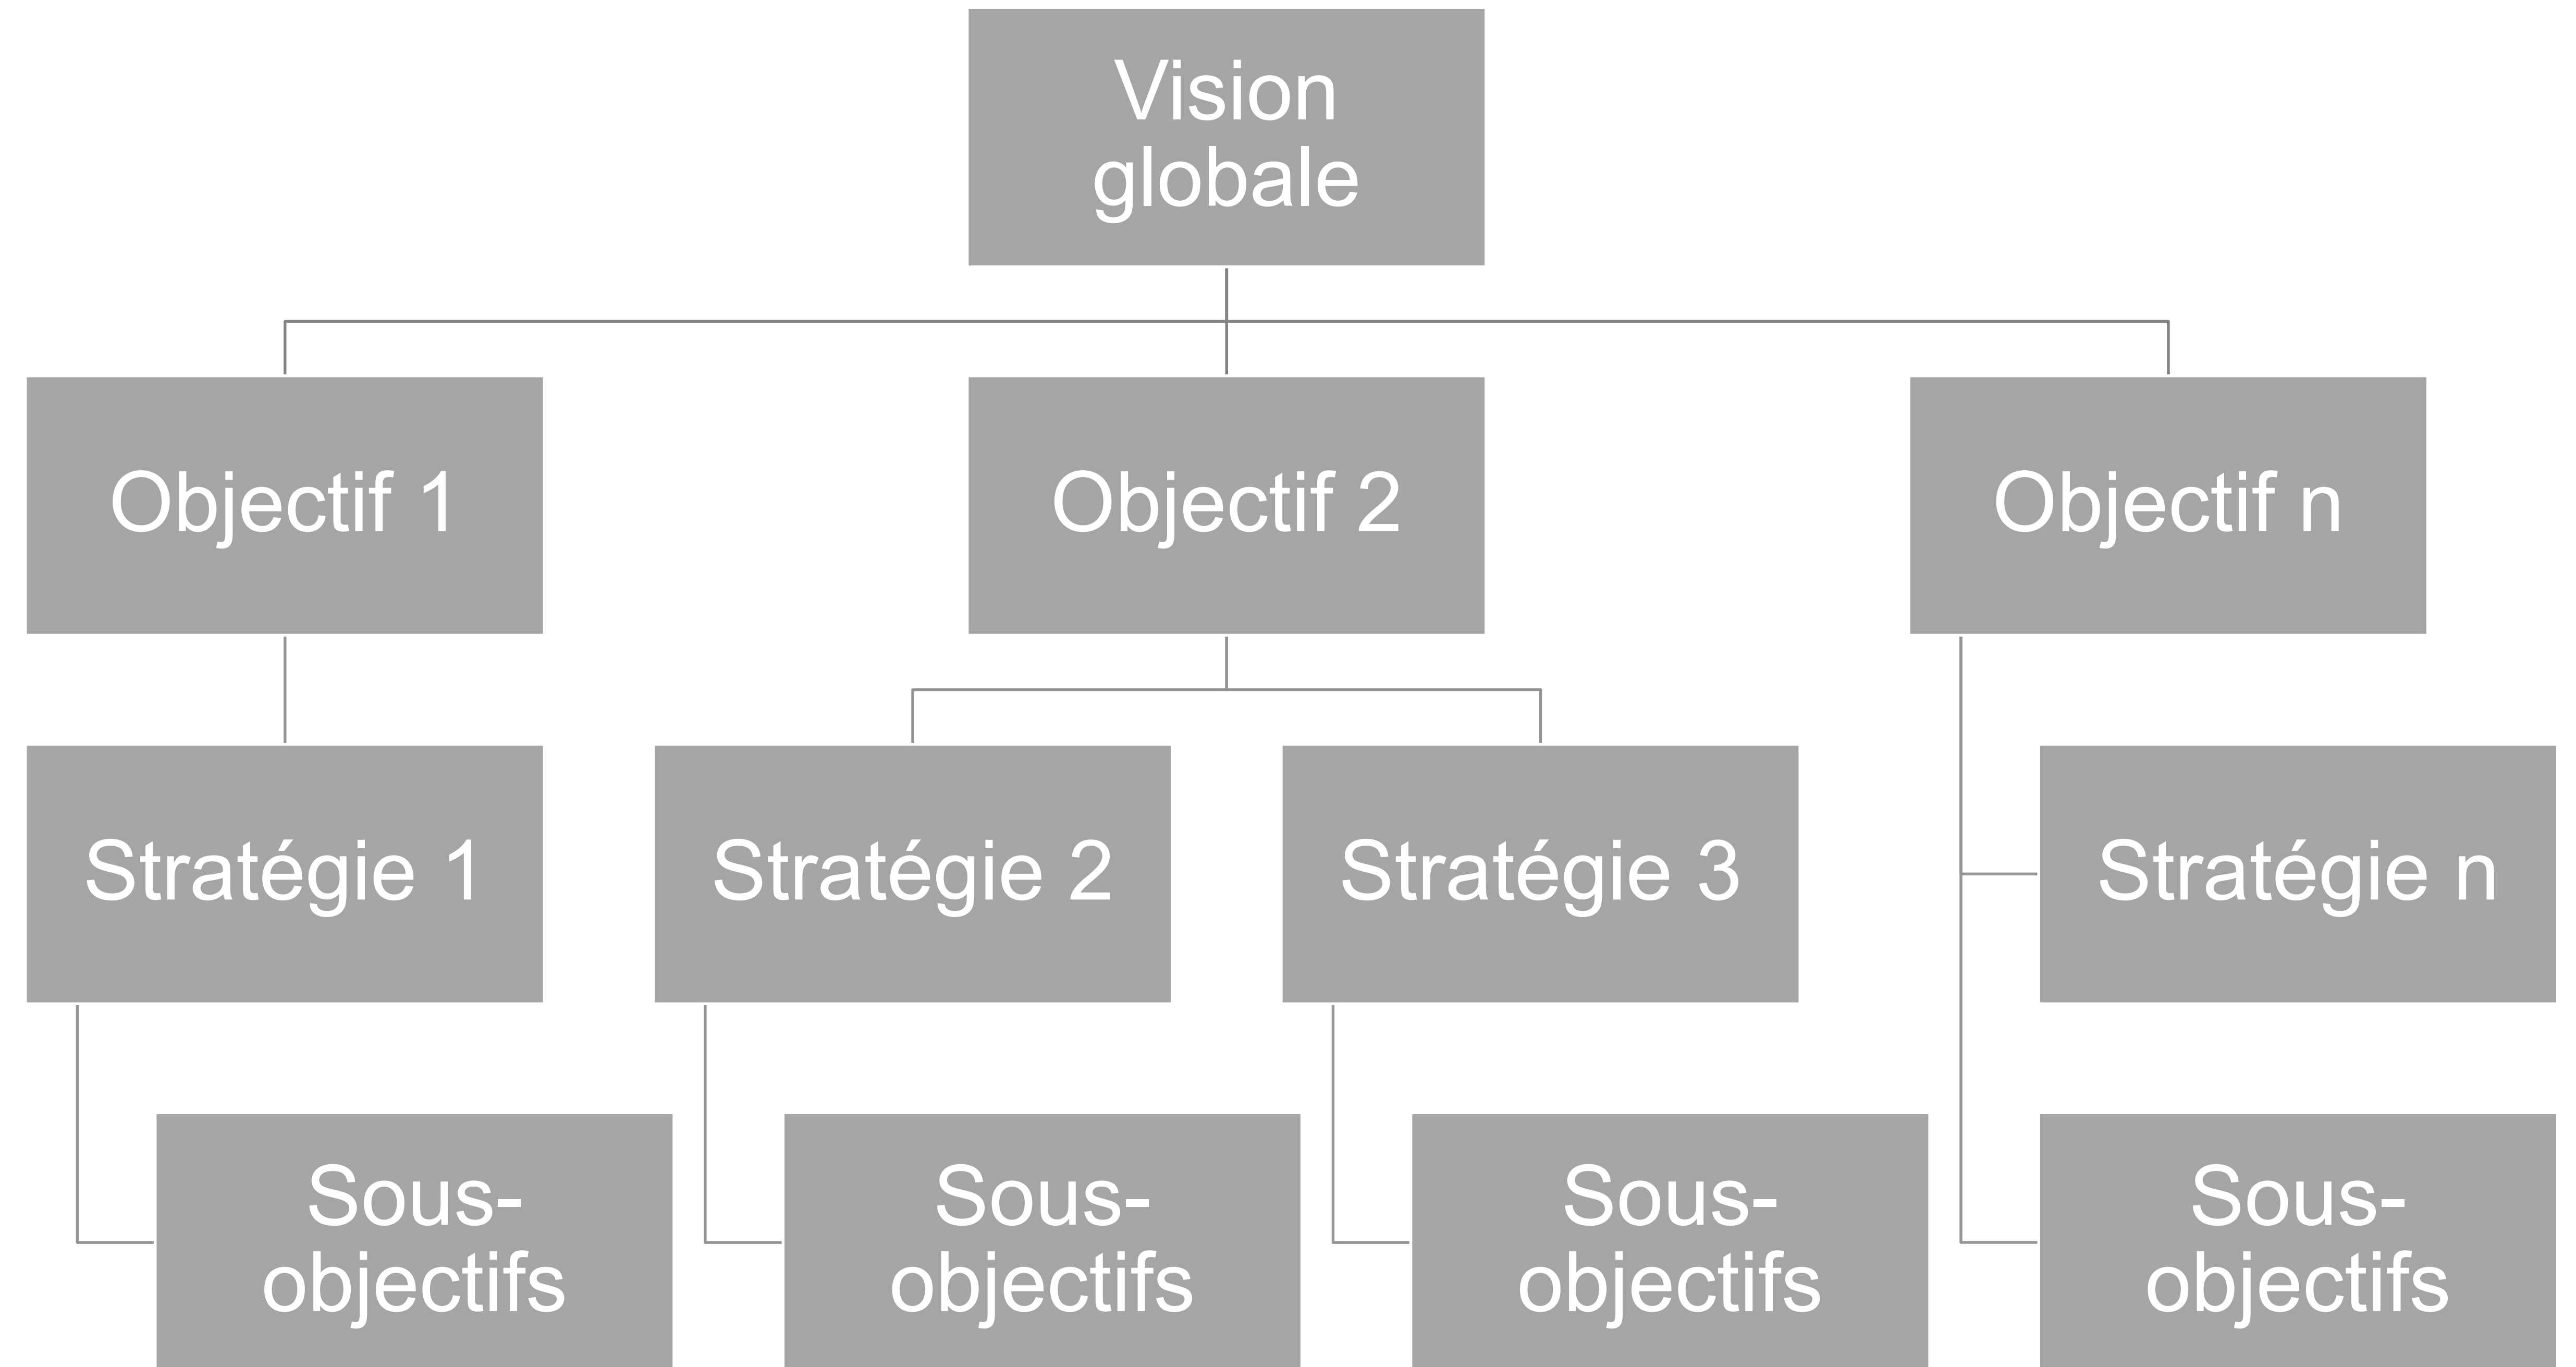 Vision
globale
Objectif 1
Objectif 2
Objectif n
Stratégie 1
Stratégie 2
Stratégie 3
Stratégie n
Sous-
objectifs
Sous-
objectifs
Sous-
objectifs
Sous-
objectifs